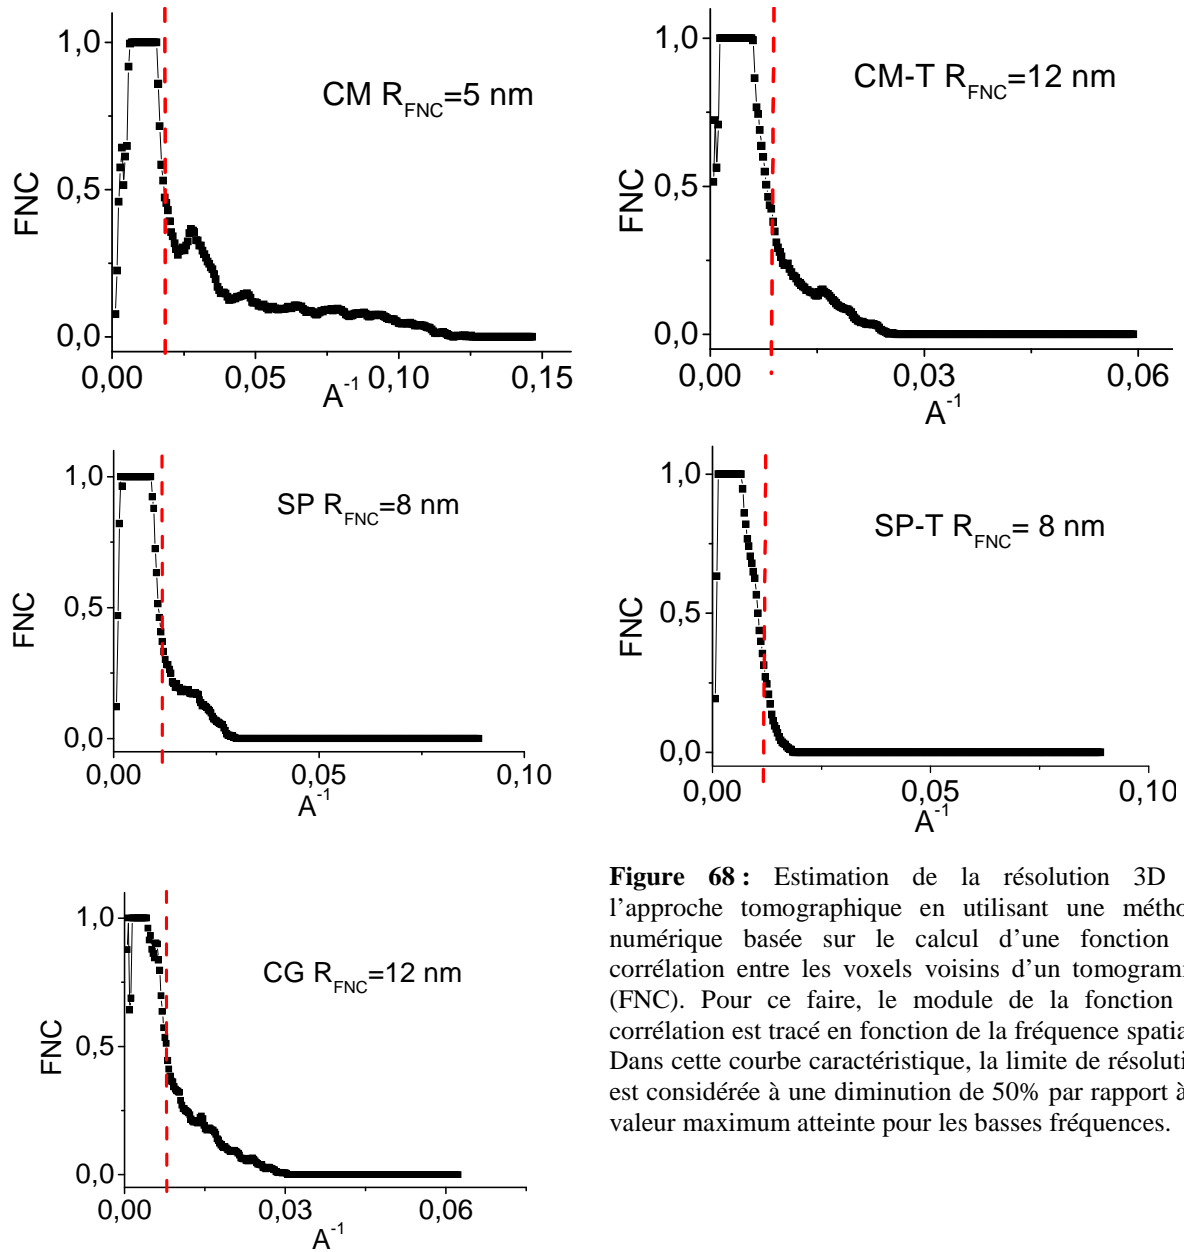 1,0
0,5
0,0
FNC
CM R_FNC=5 nm
0,00 0,05 0,10 0,15
A^-1
1,0
0,5
0,0
FNC
CM-T R_FNC=12 nm
0,00 0,03 0,06
A^-1
1,0
0,5
0,0
FNC
SP R_FNC=8 nm
0,00 0,05 0,10
A^-1
1,0
0,5
0,0
FNC
SP-T R_FNC= 8 nm
0,00 0,05 0,10
A^-1
1,0
0,5
0,0
FNC
CG R_FNC=12 nm
0,00 0,03 0,06
A^-1
Figure 68 : Estimation de la résolution 3D
l’approche tomographique en utilisant une métho
numérique basée sur le calcul d’une fonction
corrélation entre les voxels voisins d’un tomogram
(FNC). Pour ce faire, le module de la fonction
corrélation est tracé en fonction de la fréquence spatia
Dans cette courbe caractéristique, la limite de résoluti
est considérée à une diminution de 50% par rapport à
valeur maximum atteinte pour les basses fréquences.